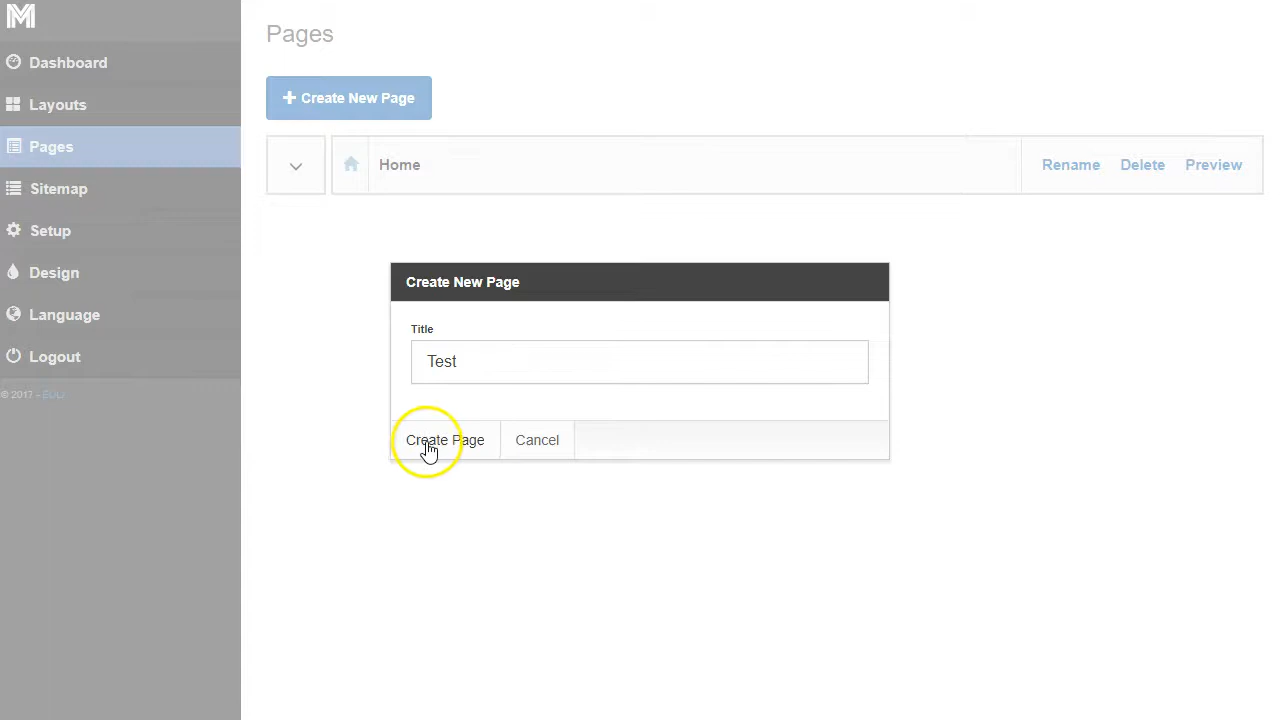 M
Dashboard
Layouts
Pages
Sitemap
Setup
Design
Language
Logout
© 2017 -
Pages
Create New Page
Home
Rename Delete Preview
Create New Page
Title
Test
Create Page Cancel